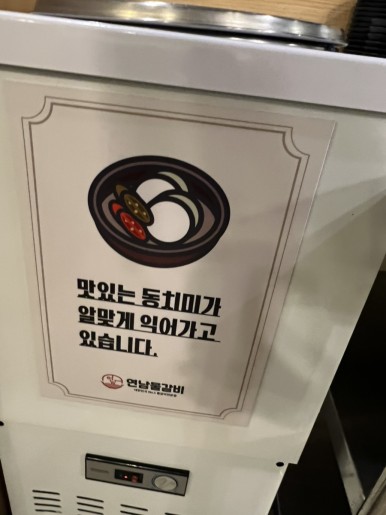 맛있는 동치미가
알맞게 익어가고
있습니다.
연남물갈비